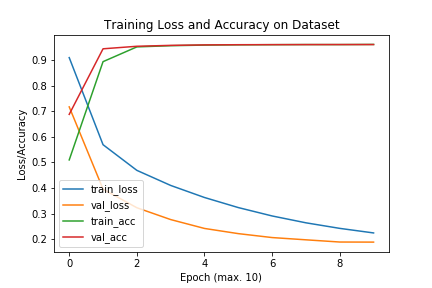 Training Loss and Accuracy on Dataset
Loss/Accuracy
0.9
0.8
0.7
0.6
0.5
0.4
0.3
0.2
train_loss
val_loss
train_acc
val_acc
0 2 4 6 8
Epoch (max. 10)